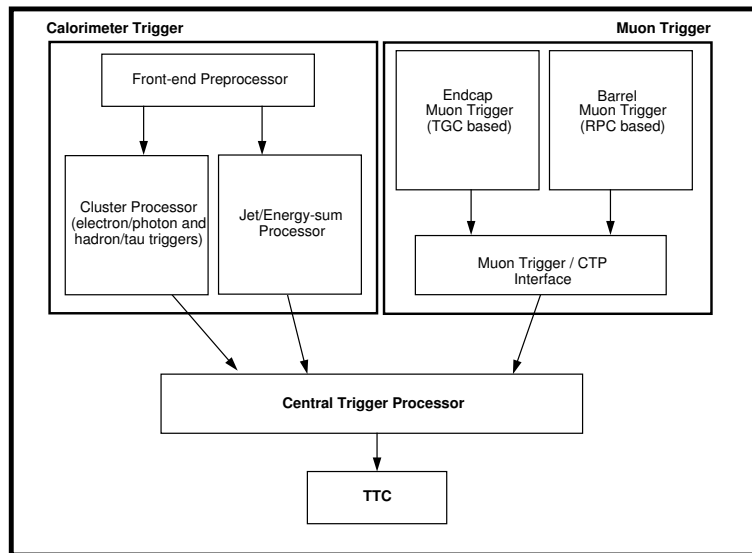 Calorimeter Trigger
Muon Trigger
Front-end Preprocessor
Endcap
Muon Trigger
(TGC based)
Barrel
Muon Trigger
(RPC based)
Cluster Processor
(electron/photon and
hadron/tau triggers)
Jet/Energy-sum
Processor
Muon Trigger / CTP
Interface
Central Trigger Processor
TTC